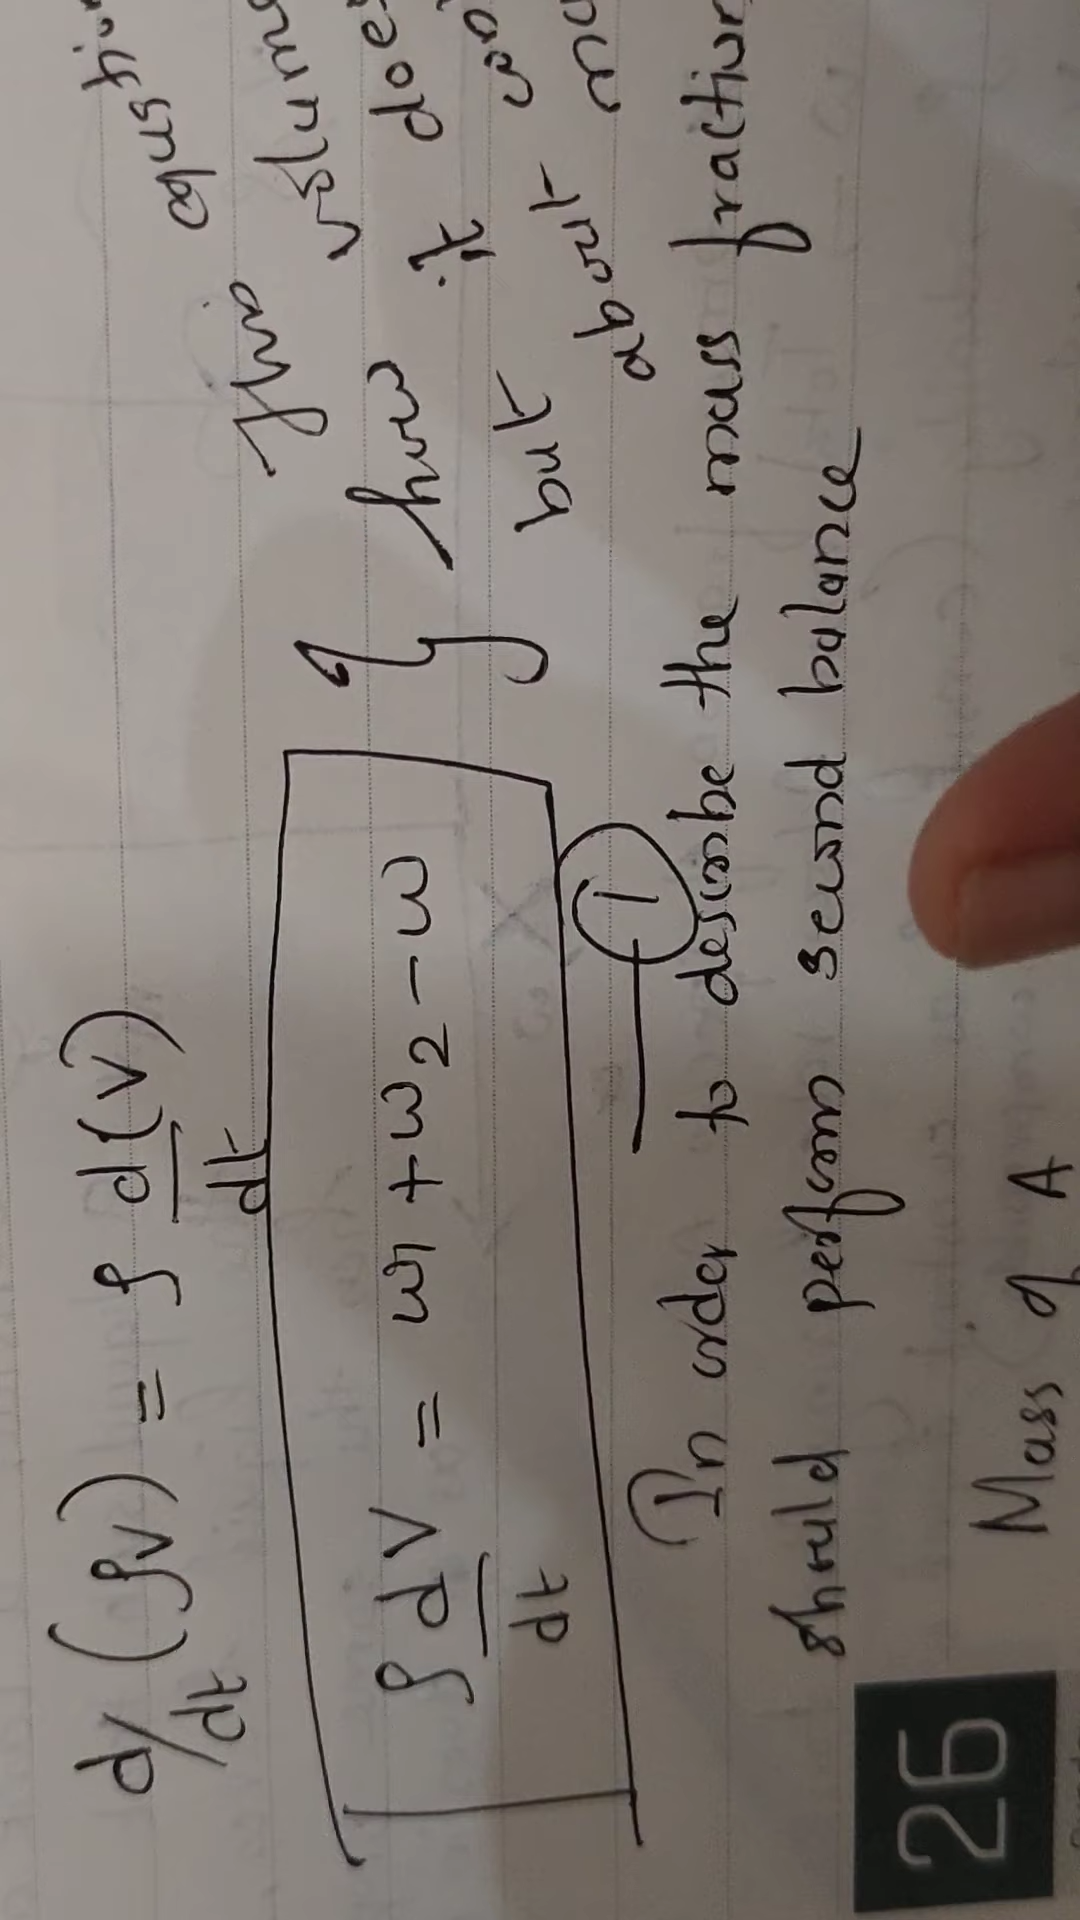 d/dt (ρV) = ρ d(V)/dt
equation
This volume
ρ dV/dt = w1 + w2 - w } how it does
but
about
1
In order to describe the mass fraction
should perform second balance
Mass of A
26